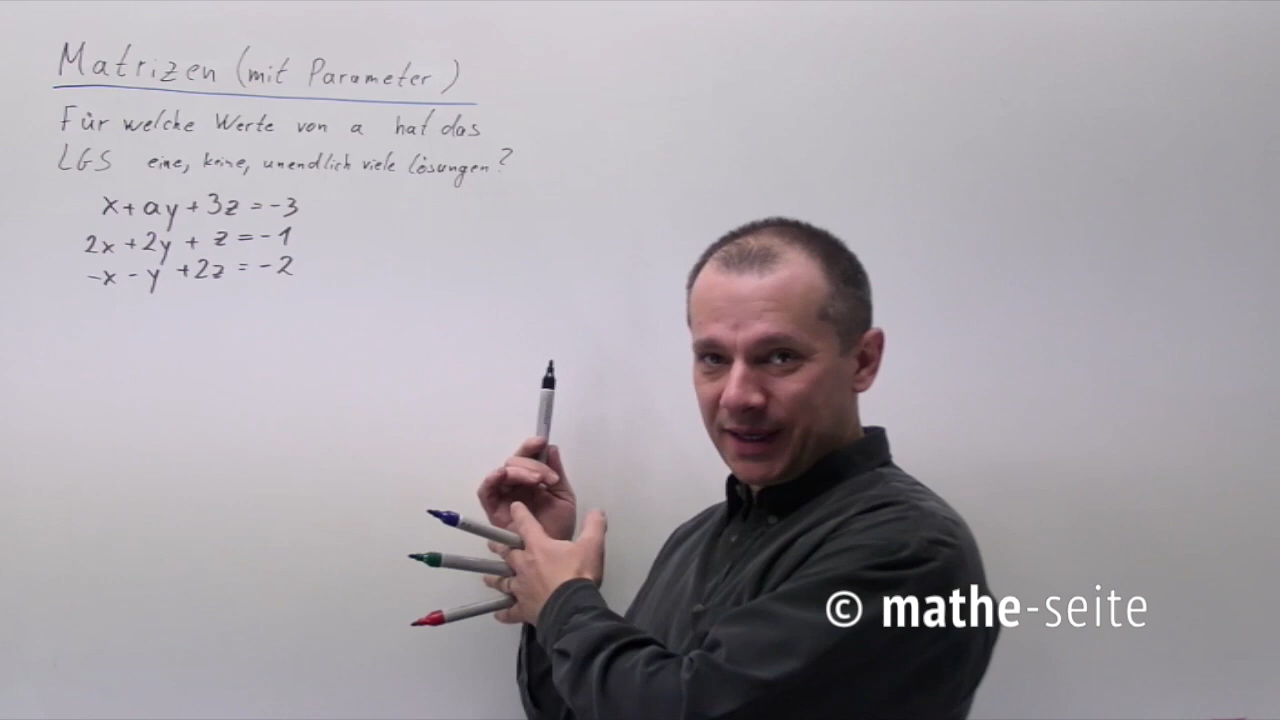 Matrizen (mit Parameter)
Für welche Werte von a hat das
LGS eine, keine, unendlich viele Lösungen?
x + ay + 3z = -3
2x + 2y + z = -1
-x - y + 2z = -2
© mathe-seite